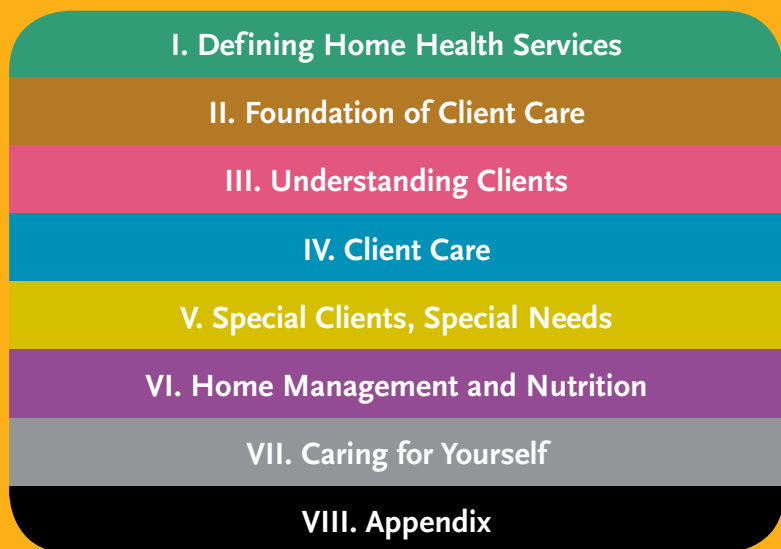 I. Defining Home Health Services
II. Foundation of Client Care
III. Understanding Clients
IV. Client Care
V. Special Clients, Special Needs
VI. Home Management and Nutrition
VII. Caring for Yourself
VIII. Appendix